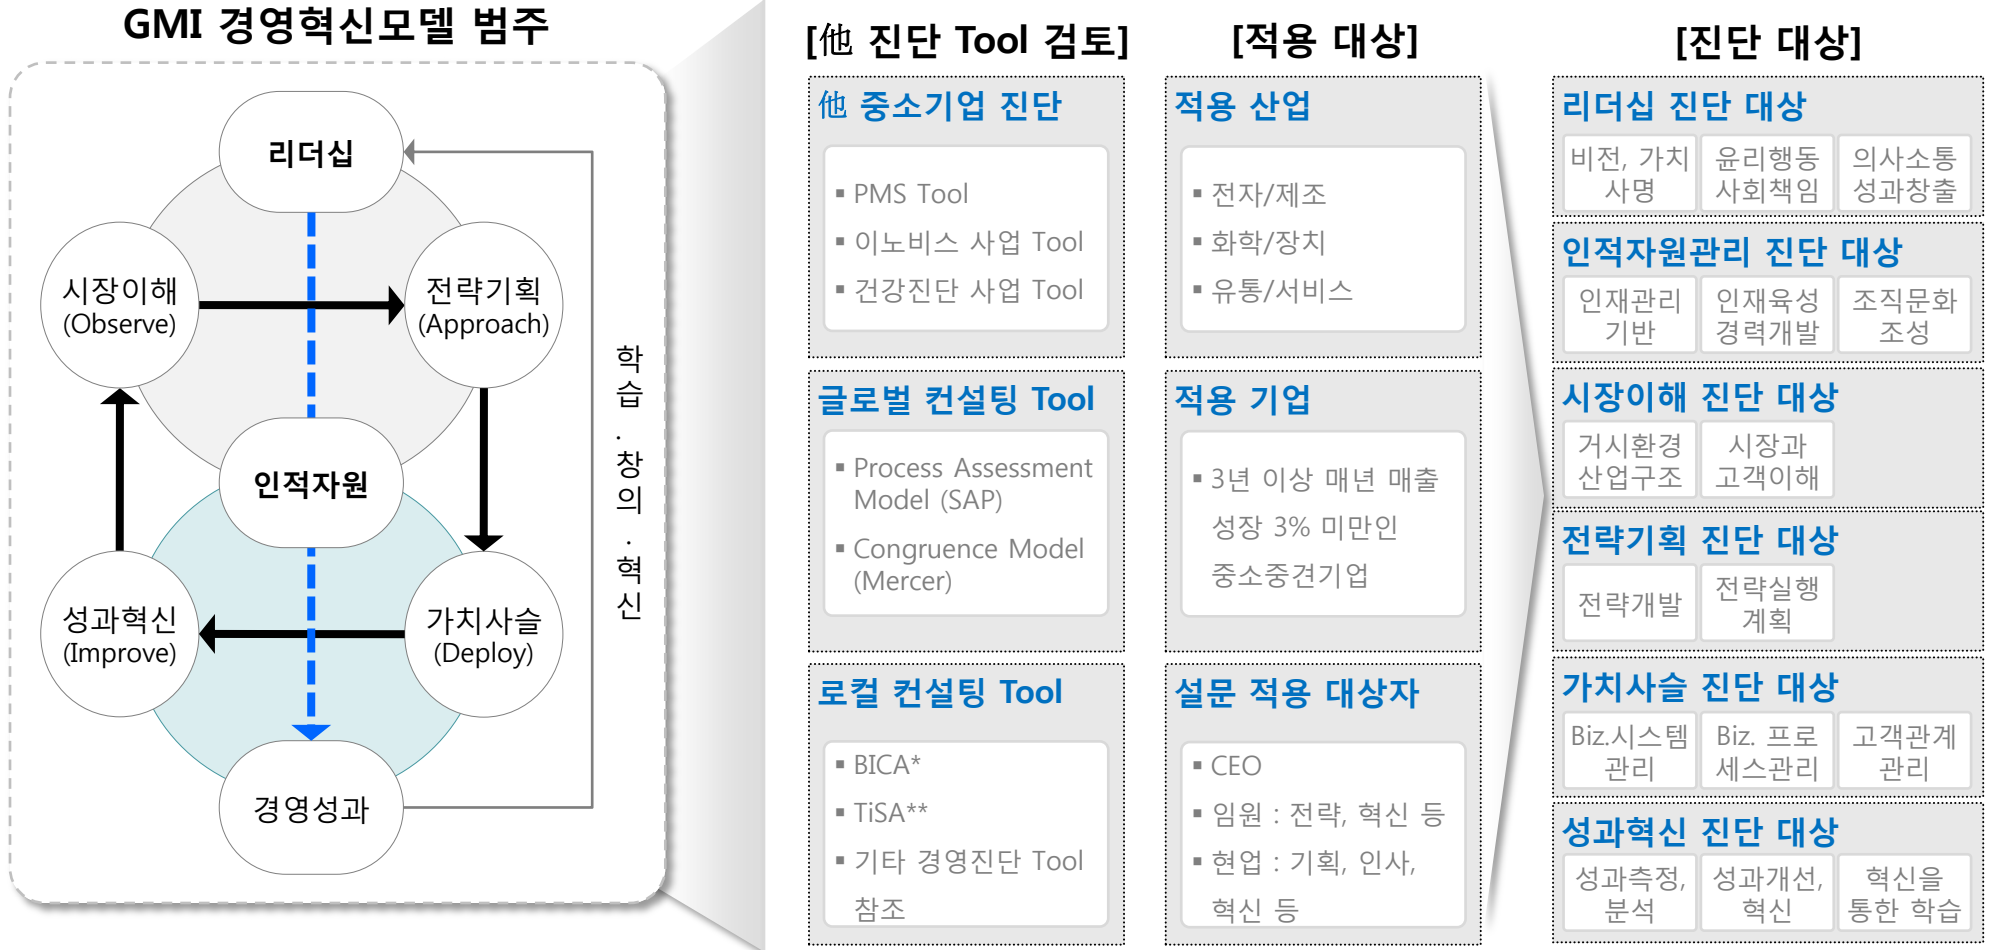 GMI 경영혁신모델 범주
리더십
시장이해
(Observe)
전략기획
(Approach)
인적자원
성과혁신
(Improve)
가치사슬
(Deploy)
경영성과
학
습
.
창
의
.
혁
신
[他 진단 Tool 검토]
他 중소기업 진단
▪ PMS Tool
▪ 이노비스 사업 Tool
▪ 건강진단 사업 Tool
글로벌 컨설팅 Tool
▪ Process Assessment
Model (SAP)
▪ Congruence Model
(Mercer)
로컬 컨설팅 Tool
▪ BICA*
▪ TiSA**
▪ 기타 경영진단 Tool
참조
[적용 대상]
적용 산업
▪ 전자/제조
▪ 화학/장치
▪ 유통/서비스
적용 기업
▪ 3년 이상 매년 매출
성장 3% 미만인
중소중견기업
설문 적용 대상자
▪ CEO
▪ 임원 : 전략, 혁신 등
▪ 현업 : 기획, 인사,
혁신 등
[진단 대상]
리더십 진단 대상
비전, 가치
사명
윤리행동
사회책임
의사소통
성과창출
인적자원관리 진단 대상
인재관리
기반
인재육성
경력개발
조직문화
조성
시장이해 진단 대상
거시환경
산업구조
시장과
고객이해
전략기획 진단 대상
전략개발
전략실행
계획
가치사슬 진단 대상
Biz.시스템
관리
Biz. 프로
세스관리
고객관계
관리
성과혁신 진단 대상
성과측정,
분석
성과개선,
혁신
혁신을
통한 학습